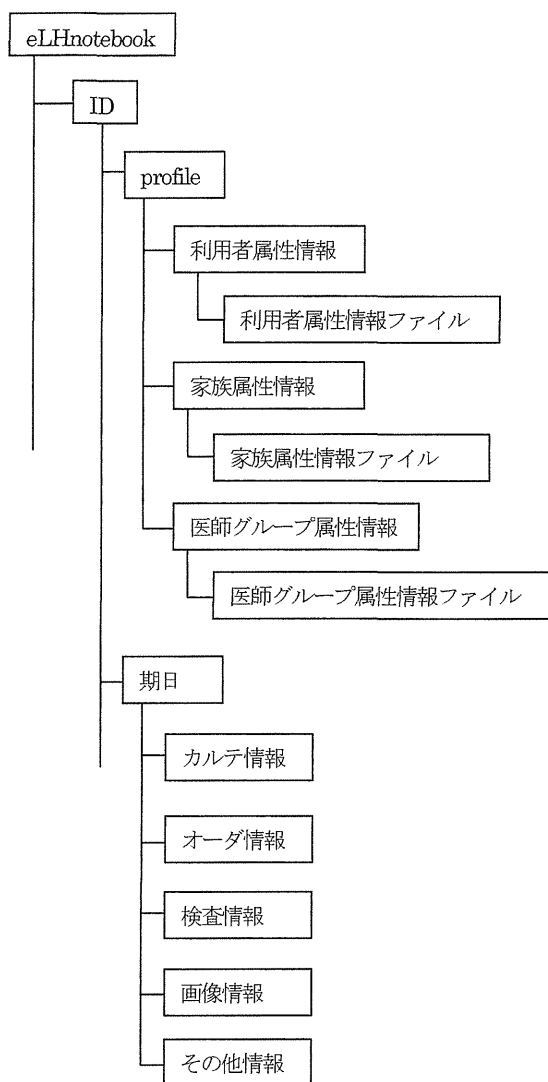 eLHnotebook
ID
profile
利用者属性情報
利用者属性情報ファイル
家族属性情報
家族属性情報ファイル
医師グループ属性情報
医師グループ属性情報ファイル
期日
カルテ情報
オーダ情報
検査情報
画像情報
その他情報